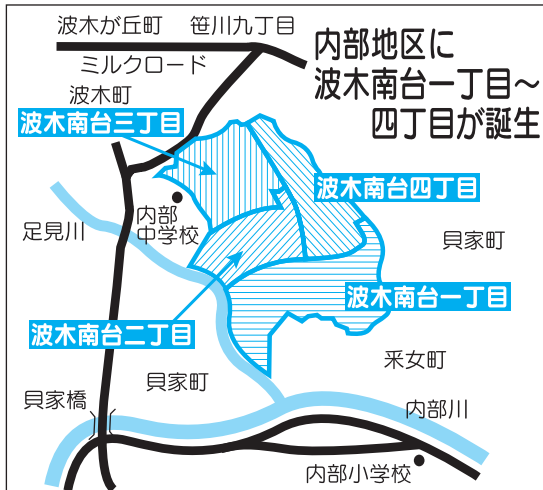 波木が丘町
笹川九丁目
ミルクロード
内部地区に
波木南台一丁目～
四丁目が誕生
波木町
波木南台三丁目
波木南台四丁目
内部
中学校
足見川
貝家町
波木南台一丁目
波木南台二丁目
采女町
貝家町
貝家橋
内部川
内部小学校